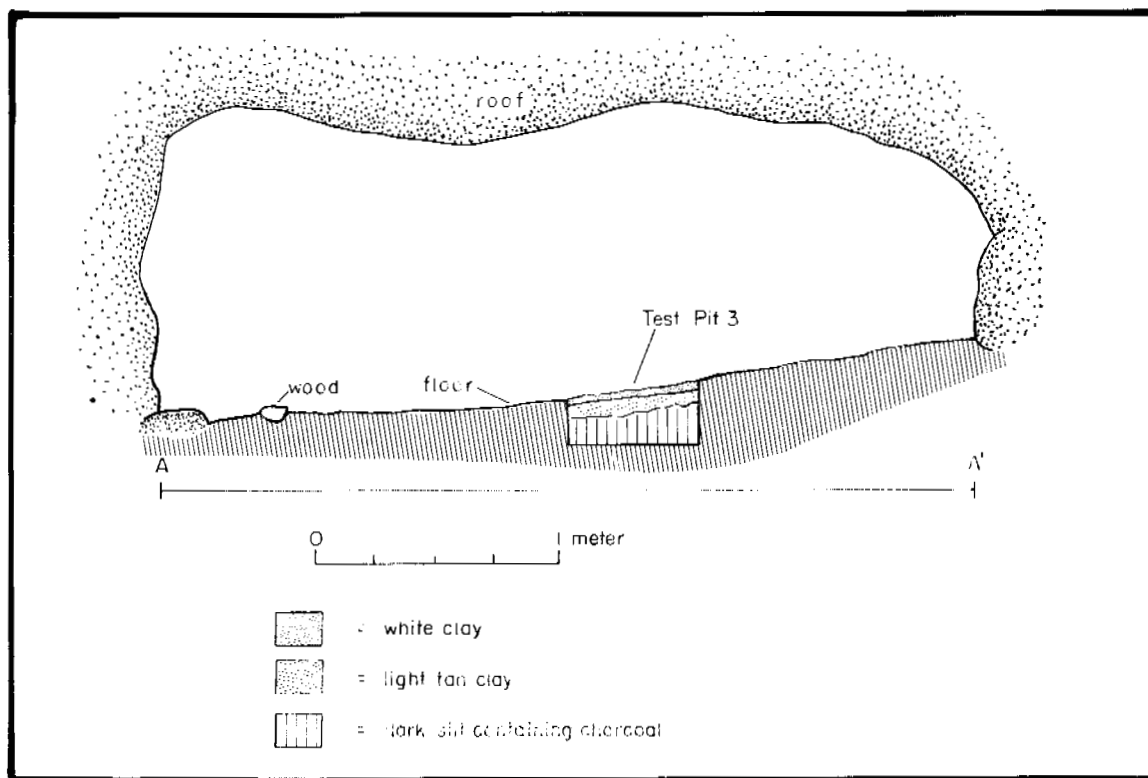 roof
Test Pit 3
wood
floor
A A'
0 1 meter
= white clay
= light tan clay
= dark silt containing charcoal